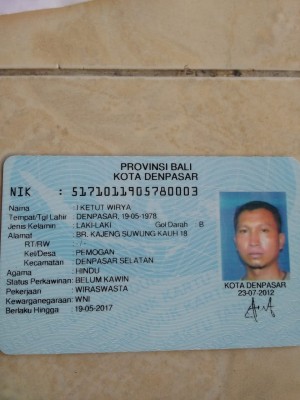 PROVINSI BALI
KOTA DENPASAR
NIK : 5171011905780003
Nama : I KETUT WIRYA
Tempat/Tgl Lahir : DENPASAR, 19-05-1978
Jenis Kelamin : LAKI-LAKI Gol Darah : B
Alamat : BR. KAJENG SUWUNG KAUH 18
RT/RW : -/-
Kel/Desa : PEMOGAN
Kecamatan : DENPASAR SELATAN
Agama : HINDU
Status Perkawinan: BELUM KAWIN
Pekerjaan : WIRASWASTA
Kewarganegaraan: WNI
Berlaku Hingga : 19-05-2017
KOTA DENPASAR
23-07-2012